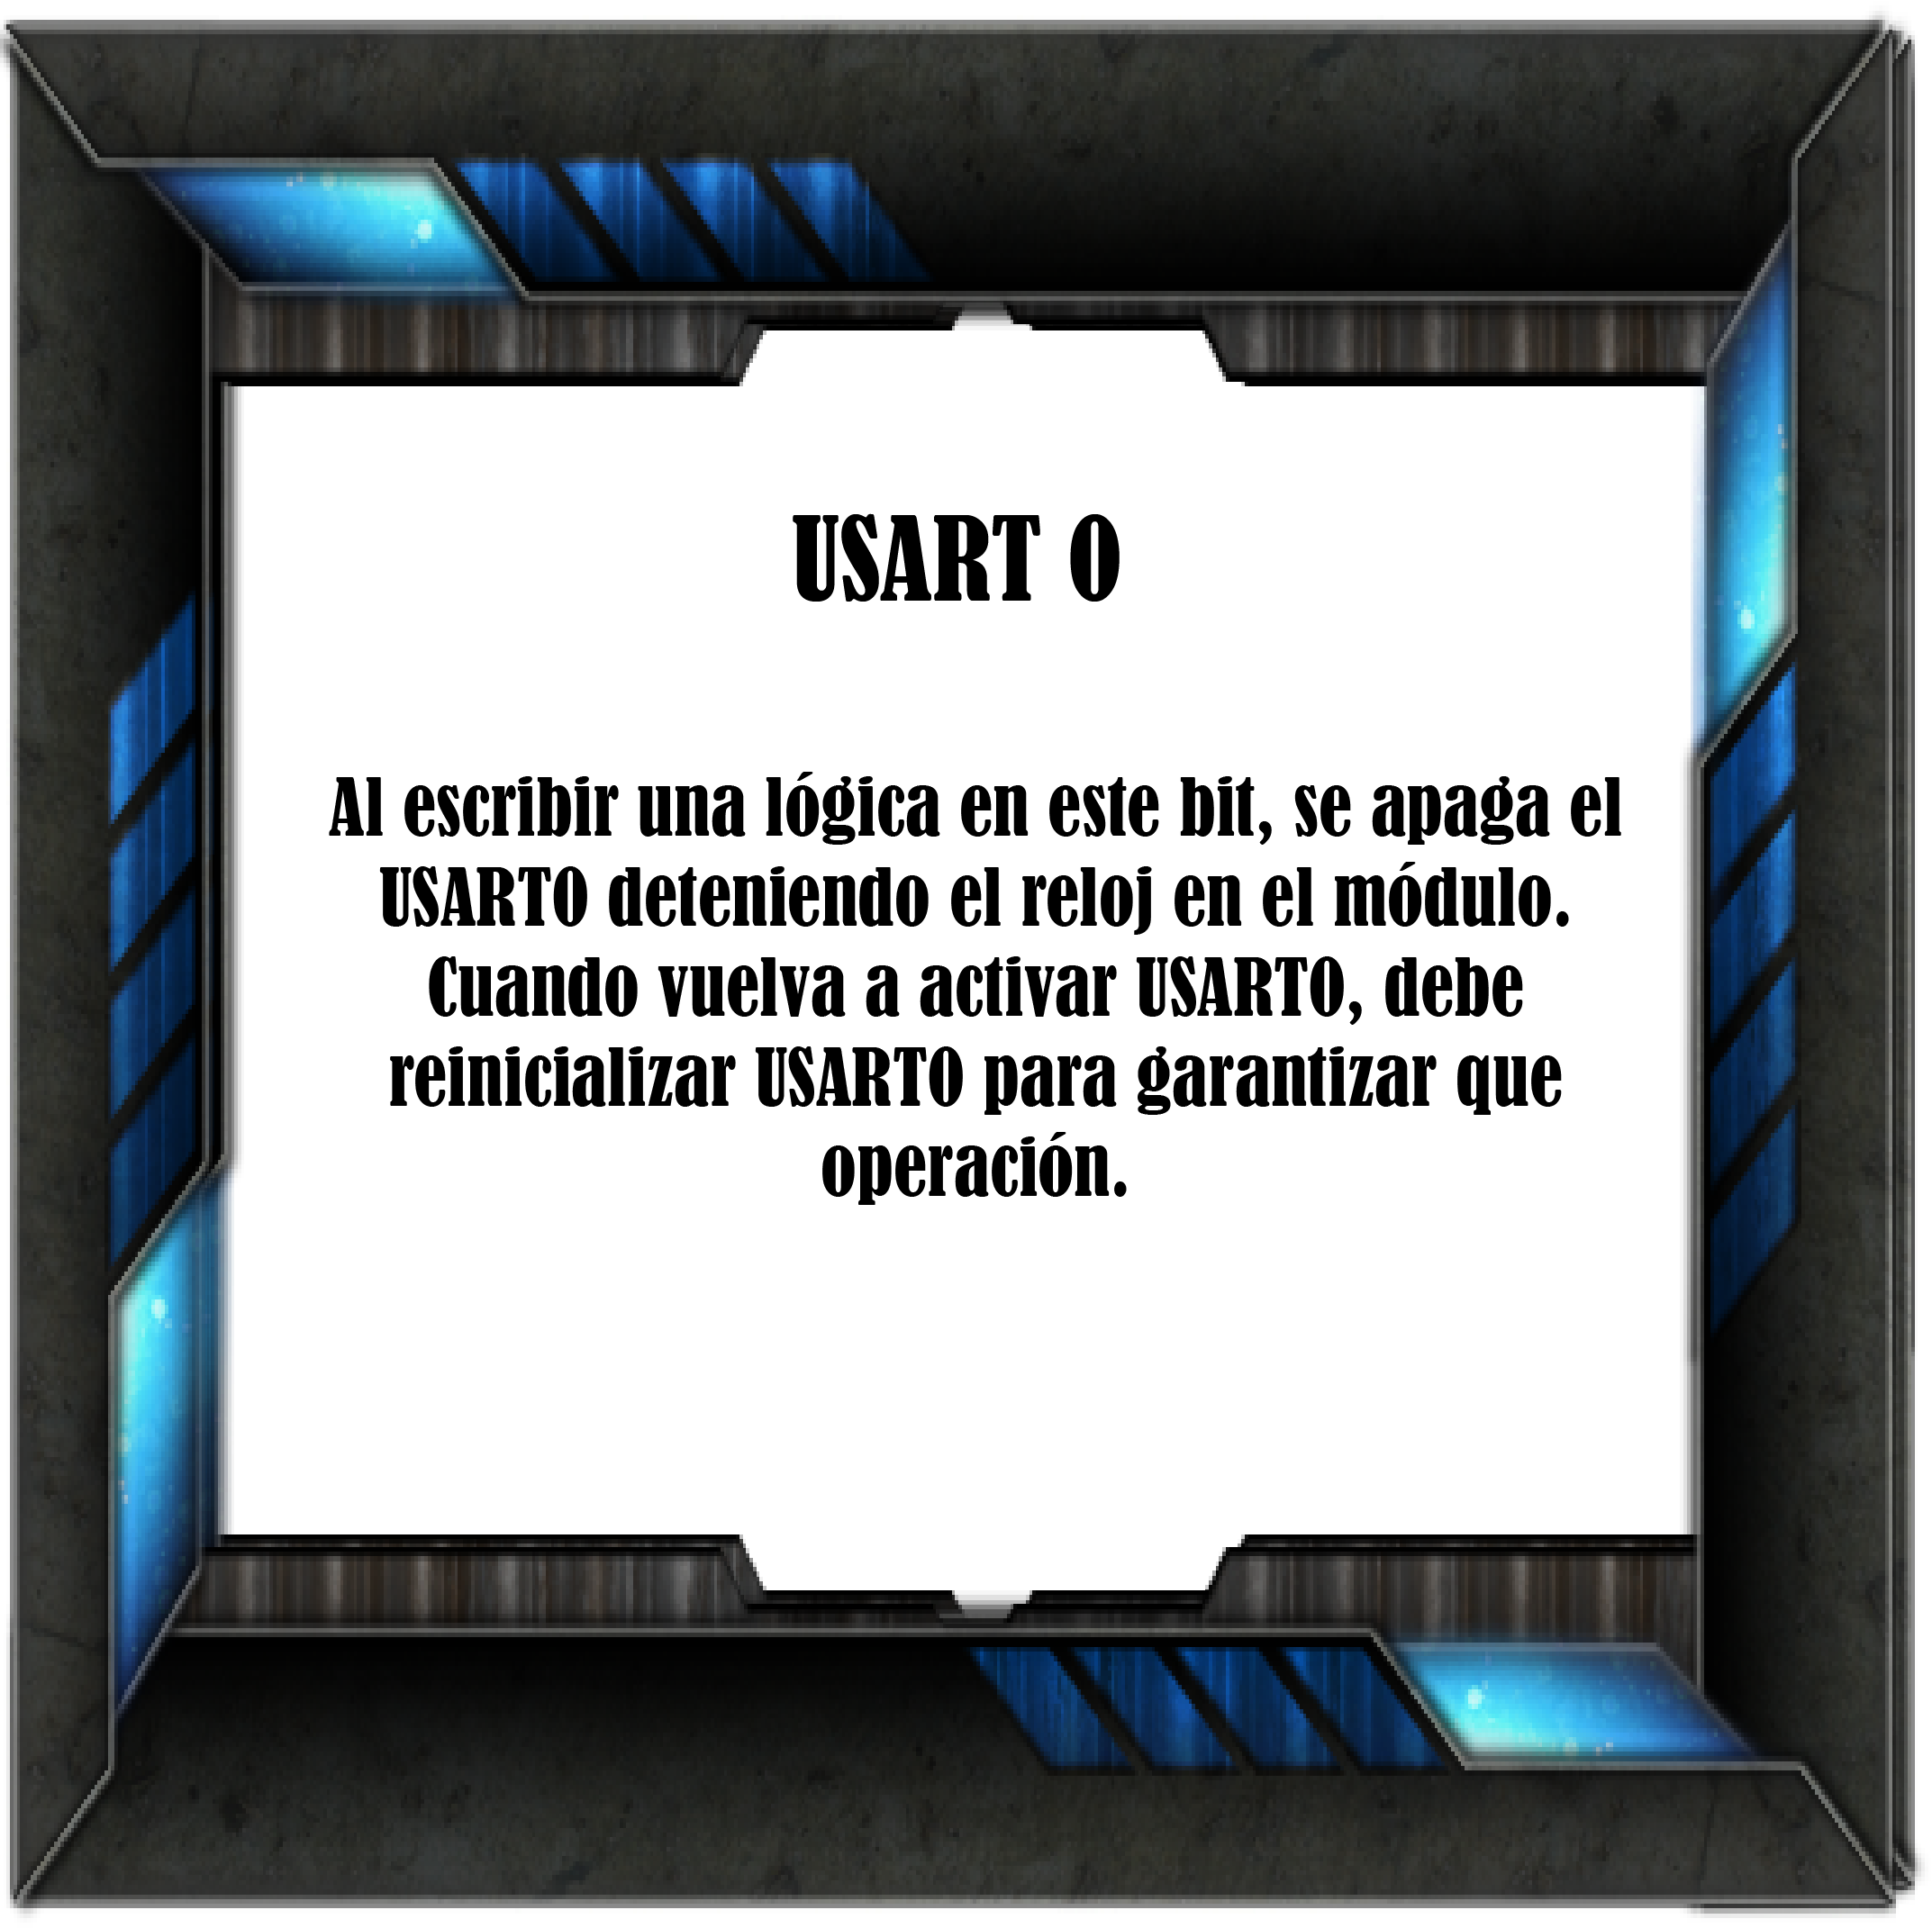 USART 0
Al escribir una lógica en este bit, se apaga el
USART0 deteniendo el reloj en el módulo.
Cuando vuelva a activar USART0, debe
reinicializar USART0 para garantizar que
operación.